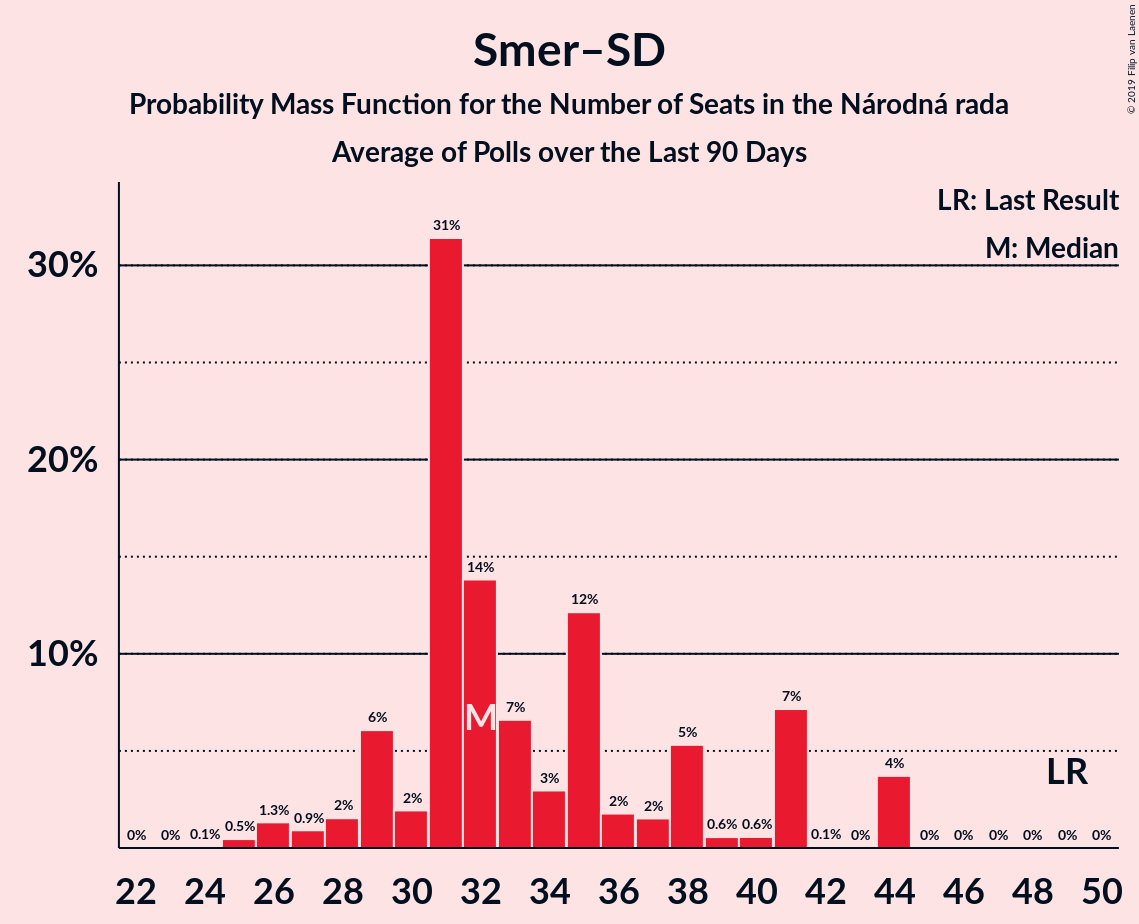 © 2019 Filip van Laenen
Smer–SD
Probability Mass Function for the Number of Seats in the Národná rada
Average of Polls over the Last 90 Days
LR: Last Result
M: Median
30%
20%
10%
0% 0% 0.1% 0.5% 1.3% 0.9% 2% 6% 2% 31% 14% 7% 3% 12% 2% 2% 5% 0.6% 0.6% 7% 0.1% 0% 4% 0% 0% 0% 0% 0% 0%
M
LR
22 24 26 28 30 32 34 36 38 40 42 44 46 48 50